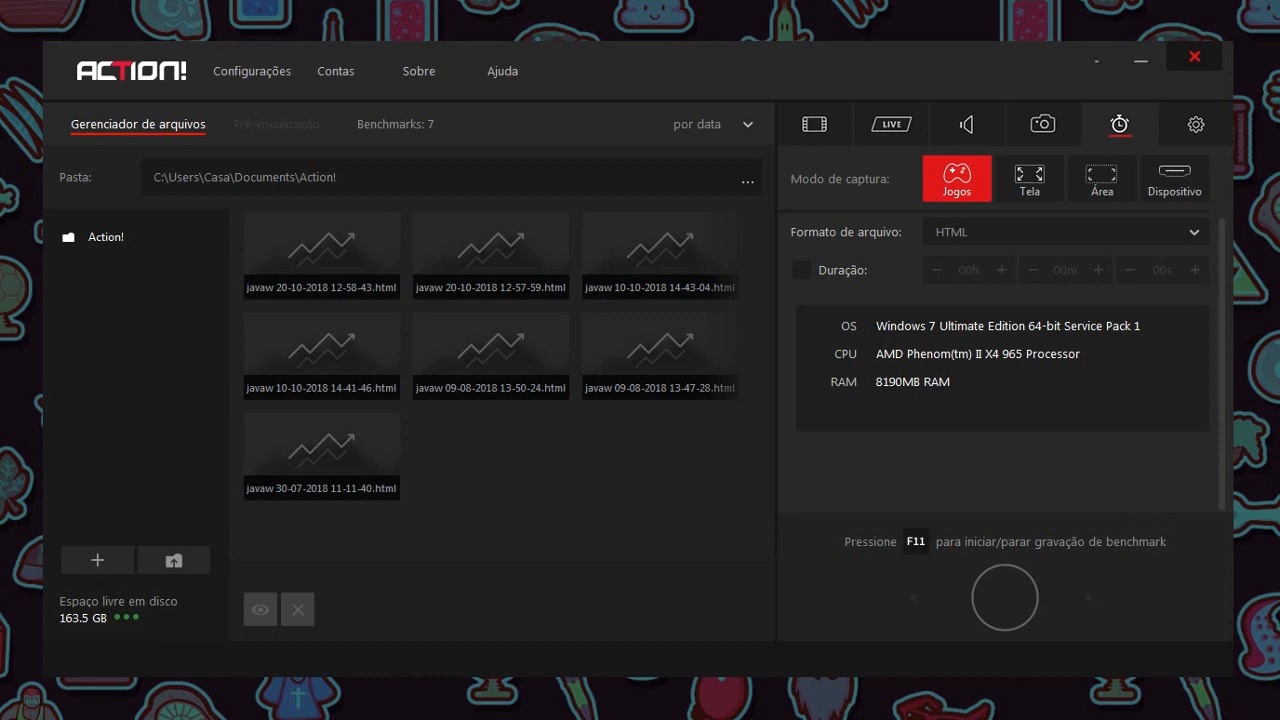 ACTION!
Configurações Contas Sobre Ajuda
Gerenciador de arquivos Pré-visualização Benchmarks: 7 por data
LIVE
Pasta: C:\Users\Casa\Documents\Action! ...
Modo de captura: Jogos Tela Área Dispositivo
Action!
Formato de arquivo: HTML
Duração: 00h 00m 00s
javaw 20-10-2018 12-58-43.html javaw 20-10-2018 12-57-59.html javaw 10-10-2018 14-43-04.html
OS Windows 7 Ultimate Edition 64-bit Service Pack 1
CPU AMD Phenom(tm) II X4 965 Processor
RAM 8190MB RAM
javaw 10-10-2018 14-41-46.html javaw 09-08-2018 13-50-24.html javaw 09-08-2018 13-47-28.html
javaw 30-07-2018 11-11-40.html
Pressione F11 para iniciar/parar gravação de benchmark
Espaço livre em disco
163.5 GB